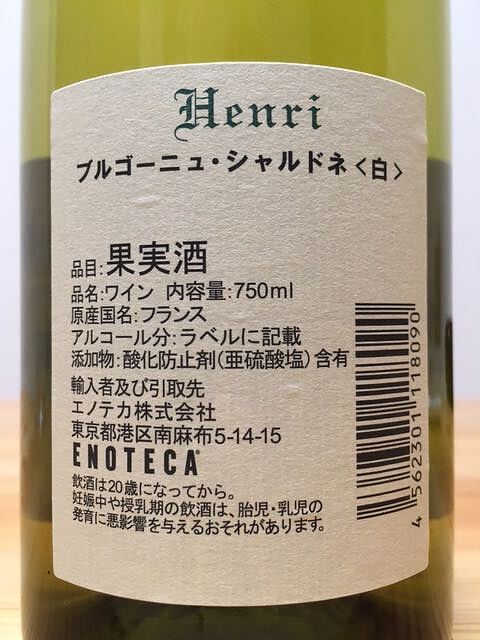 Henri
ブルゴーニュ・シャルドネ〈白〉
品目:果実酒
品名:ワイン 内容量:750ml
原産国名:フランス
アルコール分:ラベルに記載
添加物:酸化防止剤(亜硫酸塩)含有
輸入者及び引取先
エノテカ株式会社
東京都港区南麻布5-14-15
ENOTECA®
飲酒は20歳になってから。
妊娠中や授乳期の飲酒は、胎児・乳児の
発育に悪影響を与えるおそれがあります。
4 562301 118090